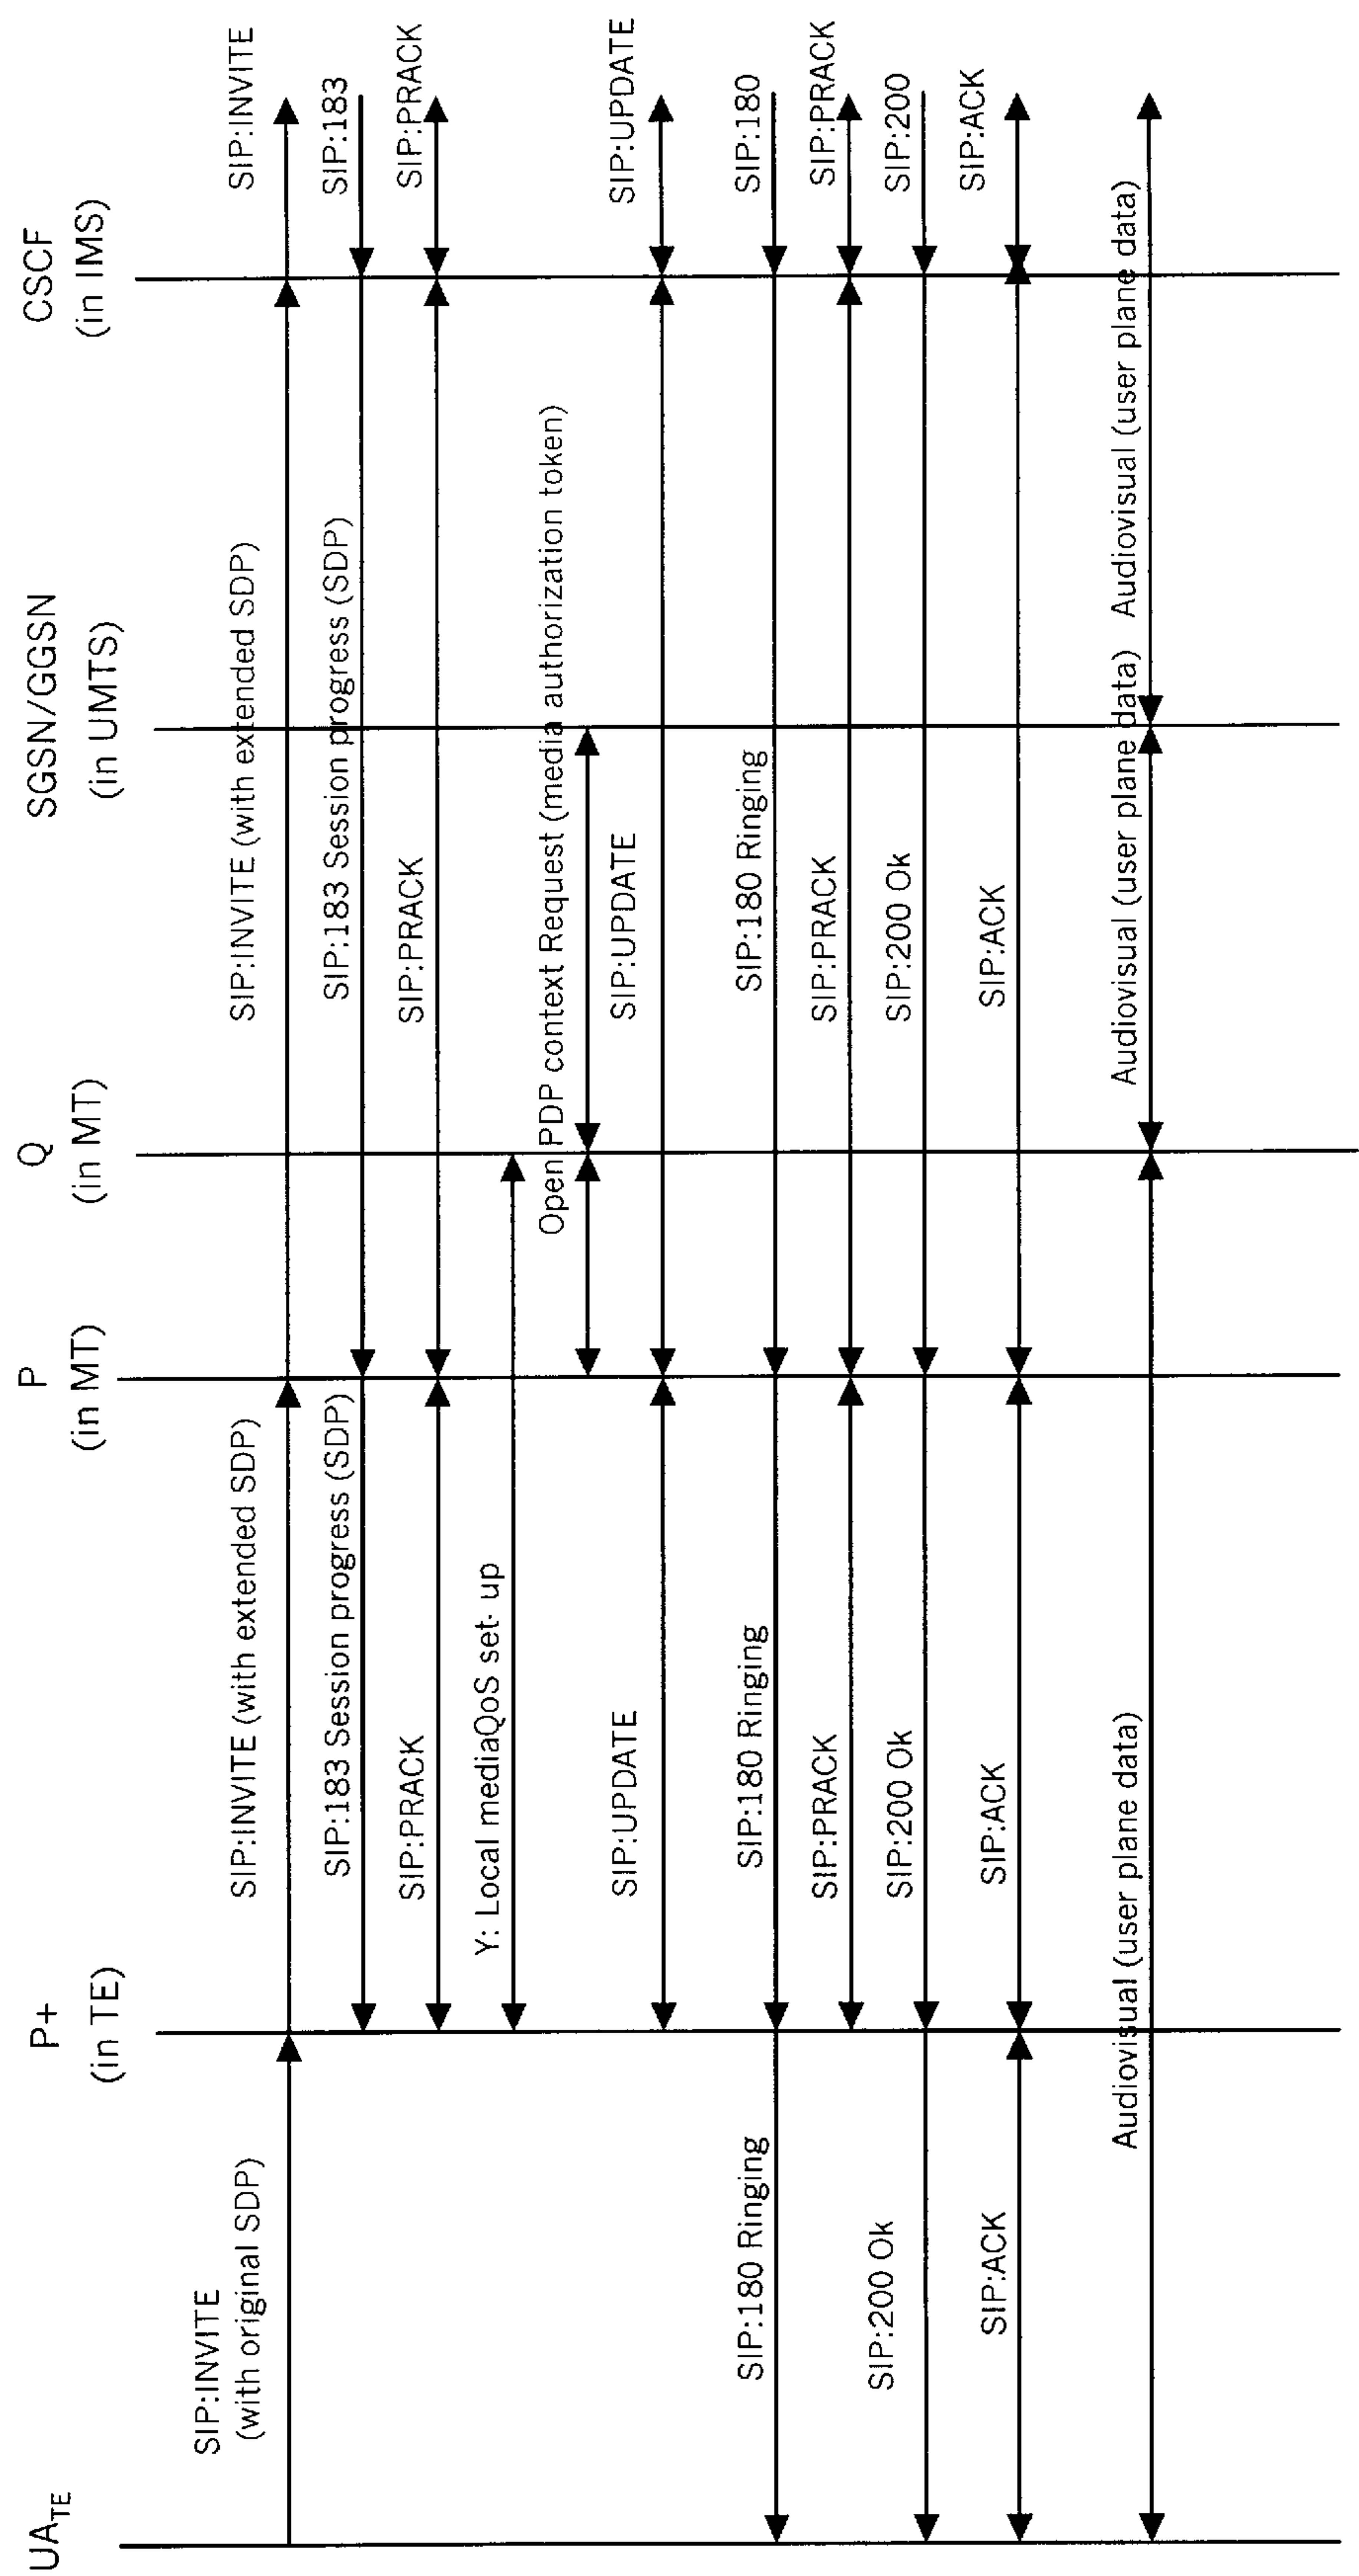 UATE
P+
(in TE)
P
(in MT)
Q
(in MT)
SGSN/GGSN
(in UMTS)
CSCF
(in IMS)
SIP:INVITE
(with original SDP)
SIP:INVITE (with extended SDP)
SIP:INVITE (with extended SDP)
SIP:INVITE
SIP:183 Session progress (SDP)
SIP:183 Session progress (SDP)
SIP:183
SIP:PRACK
SIP:PRACK
SIP:PRACK
Y: Local mediaQoS set- up
Open PDP context Request (media authorization token)
SIP:UPDATE
SIP:UPDATE
SIP:UPDATE
SIP:180 Ringing
SIP:180 Ringing
SIP:180 Ringing
SIP:180
SIP:PRACK
SIP:PRACK
SIP:PRACK
SIP:200 Ok
SIP:200 Ok
SIP:200 Ok
SIP:200
SIP:ACK
SIP:ACK
SIP:ACK
SIP:ACK
Audiovisual (user plane data)
Audiovisual (user plane data)
Audiovisual (user plane data)